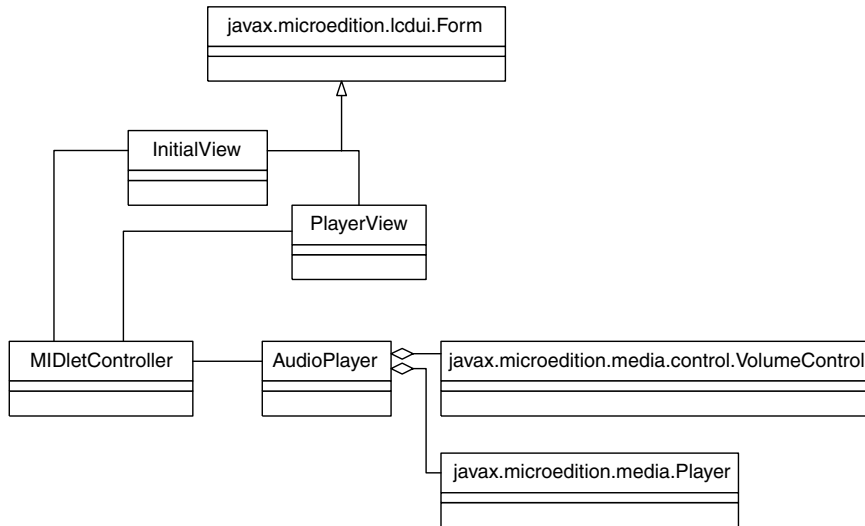 javax.microedition.lcdui.Form
InitialView
PlayerView
MIDletController
AudioPlayer
javax.microedition.media.control.VolumeControl
javax.microedition.media.Player